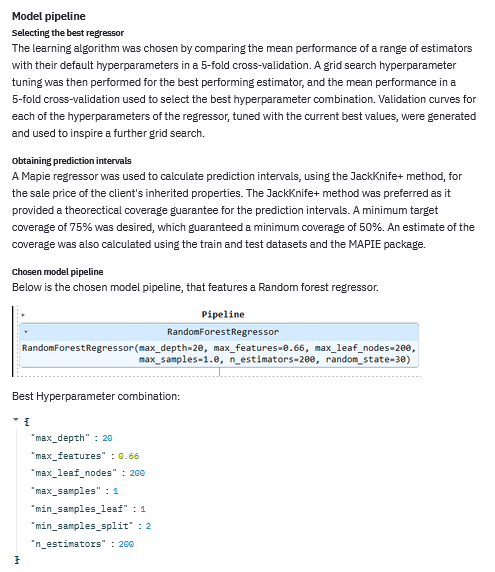 Model pipeline
Selecting the best regressor
The learning algorithm was chosen by comparing the mean performance of a range of estimators
with their default hyperparameters in a 5-fold cross-validation. A grid search hyperparameter
tuning was then performed for the best performing estimator, and the mean performance in a
5-fold cross-validation used to select the best hyperparameter combination. Validation curves for
each of the hyperparameters of the regressor, tuned with the current best values, were generated
and used to inspire a further grid search.
Obtaining prediction intervals
A Mapie regressor was used to calculate prediction intervals, using the JackKnife+ method, for
the sale price of the client's inherited properties. The JackKnife+ method was preferred as it
provided a theorectical coverage guarantee for the prediction intervals. A minimum target
coverage of 75% was desired, which guaranteed a minimum coverage of 50%. An estimate of the
coverage was also calculated using the train and test datasets and the MAPIE package.
Chosen model pipeline
Below is the chosen model pipeline, that features a Random forest regressor.
Pipeline
RandomForestRegressor
RandomForestRegressor(max_depth=20, max_features=0.66, max_leaf_nodes=200,
max_samples=1.0, n_estimators=200, random_state=30)
Best Hyperparameter combination:
{
"max_depth" : 20
"max_features" : 0.66
"max_leaf_nodes" : 200
"max_samples" : 1
"min_samples_leaf" : 1
"min_samples_split" : 2
"n_estimators" : 200
}